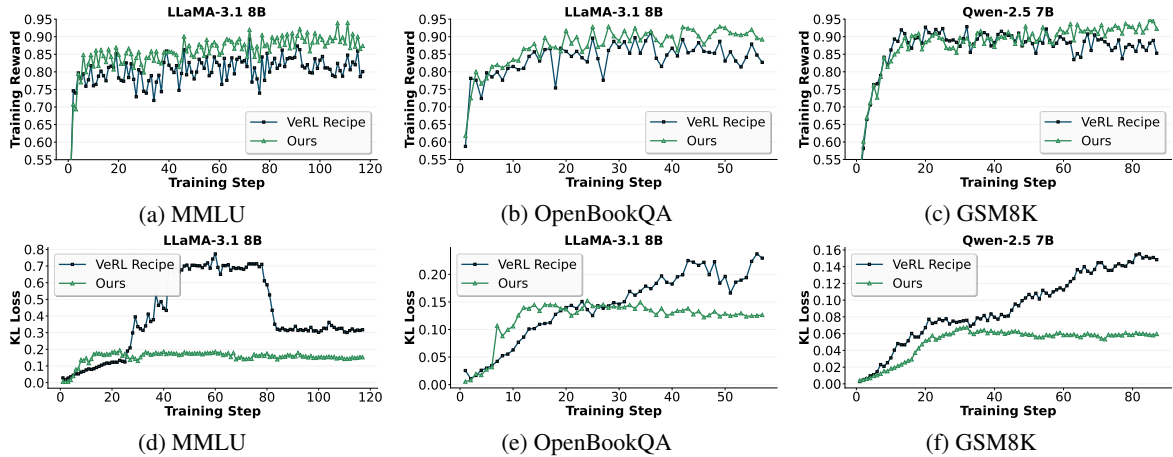 LLaMA-3.1 8B
Training Reward
0.95
0.90
0.85
0.80
0.75
0.70
0.65
0.60
0.55
VeRL Recipe
Ours
0 20 40 60 80 100 120
Training Step
(a) MMLU
LLaMA-3.1 8B
Training Reward
0.95
0.90
0.85
0.80
0.75
0.70
0.65
0.60
0.55
VeRL Recipe
Ours
0 10 20 30 40 50
Training Step
(b) OpenBookQA
Qwen-2.5 7B
Training Reward
0.95
0.90
0.85
0.80
0.75
0.70
0.65
0.60
0.55
VeRL Recipe
Ours
0 20 40 60 80
Training Step
(c) GSM8K
LLaMA-3.1 8B
KL Loss
0.8
0.7
0.6
0.5
0.4
0.3
0.2
0.1
0.0
VeRL Recipe
Ours
0 20 40 60 80 100 120
Training Step
(d) MMLU
LLaMA-3.1 8B
KL Loss
0.20
0.15
0.10
0.05
0.00
VeRL Recipe
Ours
0 10 20 30 40 50
Training Step
(e) OpenBookQA
Qwen-2.5 7B
KL Loss
0.16
0.14
0.12
0.10
0.08
0.06
0.04
0.02
0.00
VeRL Recipe
Ours
0 20 40 60 80
Training Step
(f) GSM8K